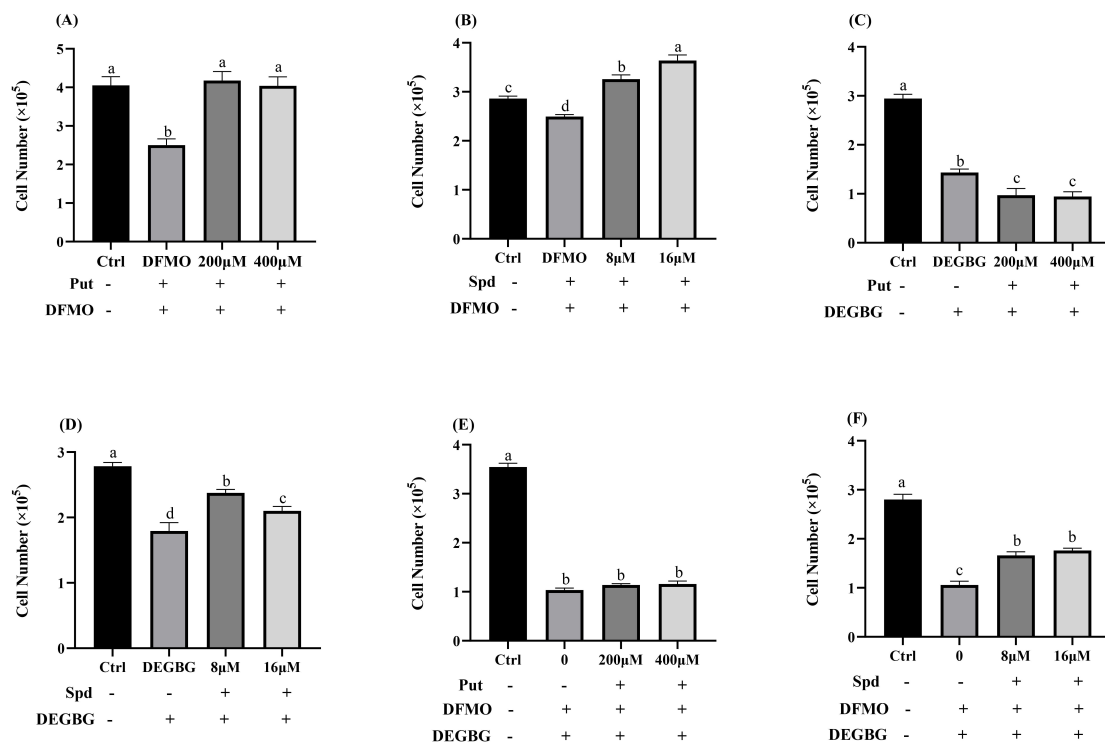 (A)
Cell Number (×10⁵)
5
4
3
2
1
0
a
b
a
a
Ctrl DFMO 200μM 400μM
Put - + + +
DFMO - + + +
(B)
Cell Number (×10⁵)
4
3
2
1
0
c
d
b
a
Ctrl DFMO 8μM 16μM
Spd - + + +
DFMO - + + +
(C)
Cell Number (×10⁵)
4
3
2
1
0
a
b
c
c
Ctrl DEGBG 200μM 400μM
Put - - + +
DEGBG - + + +
(D)
Cell Number (×10⁵)
3
2
1
0
a
d
b
c
Ctrl DEGBG 8μM 16μM
Spd - - + +
DEGBG - + + +
(E)
Cell Number (×10⁵)
4
3
2
1
0
a
b
b
b
Ctrl 0 200μM 400μM
Put - - + +
DFMO - + + +
DEGBG - + + +
(F)
Cell Number (×10⁵)
4
3
2
1
0
a
c
b
b
Ctrl 0 8μM 16μM
Spd - - + +
DFMO - + + +
DEGBG - + + +